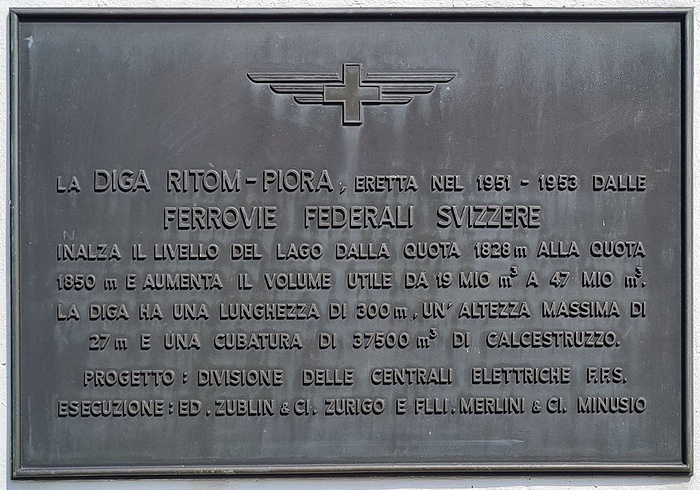 LA DIGA RITÒM-PIORA, ERETTA NEL 1951 - 1953 DALLE
FERROVIE FEDERALI SVIZZERE
INALZA IL LIVELLO DEL LAGO DALLA QUOTA 1828 m ALLA QUOTA
1850 m E AUMENTA IL VOLUME UTILE DA 19 MIO m³ A 47 MIO m³.
LA DIGA HA UNA LUNGHEZZA DI 300 m, UN' ALTEZZA MASSIMA DI
27 m E UNA CUBATURA DI 37500 m³ DI CALCESTRUZZO.
PROGETTO: DIVISIONE DELLE CENTRALI ELETTRICHE F.F.S.
ESECUZIONE: ED. ZUBLIN & CI. ZURIGO E FLLI. MERLINI & CI. MINUSIO